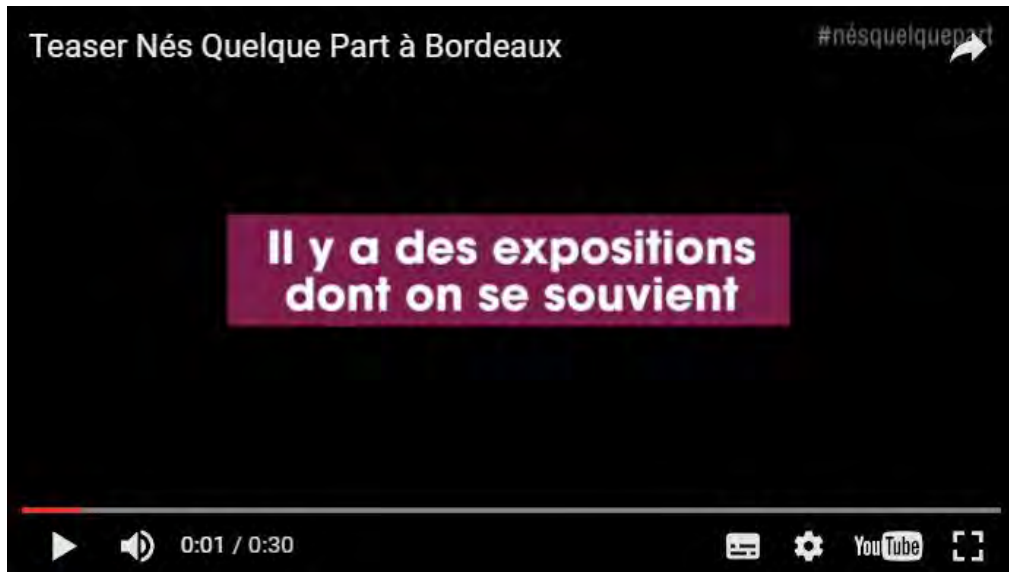 Teaser Nés Quelque Part à Bordeaux
#nésquelquepart
Il y a des expositions
dont on se souvient
0:01 / 0:30
YouTube